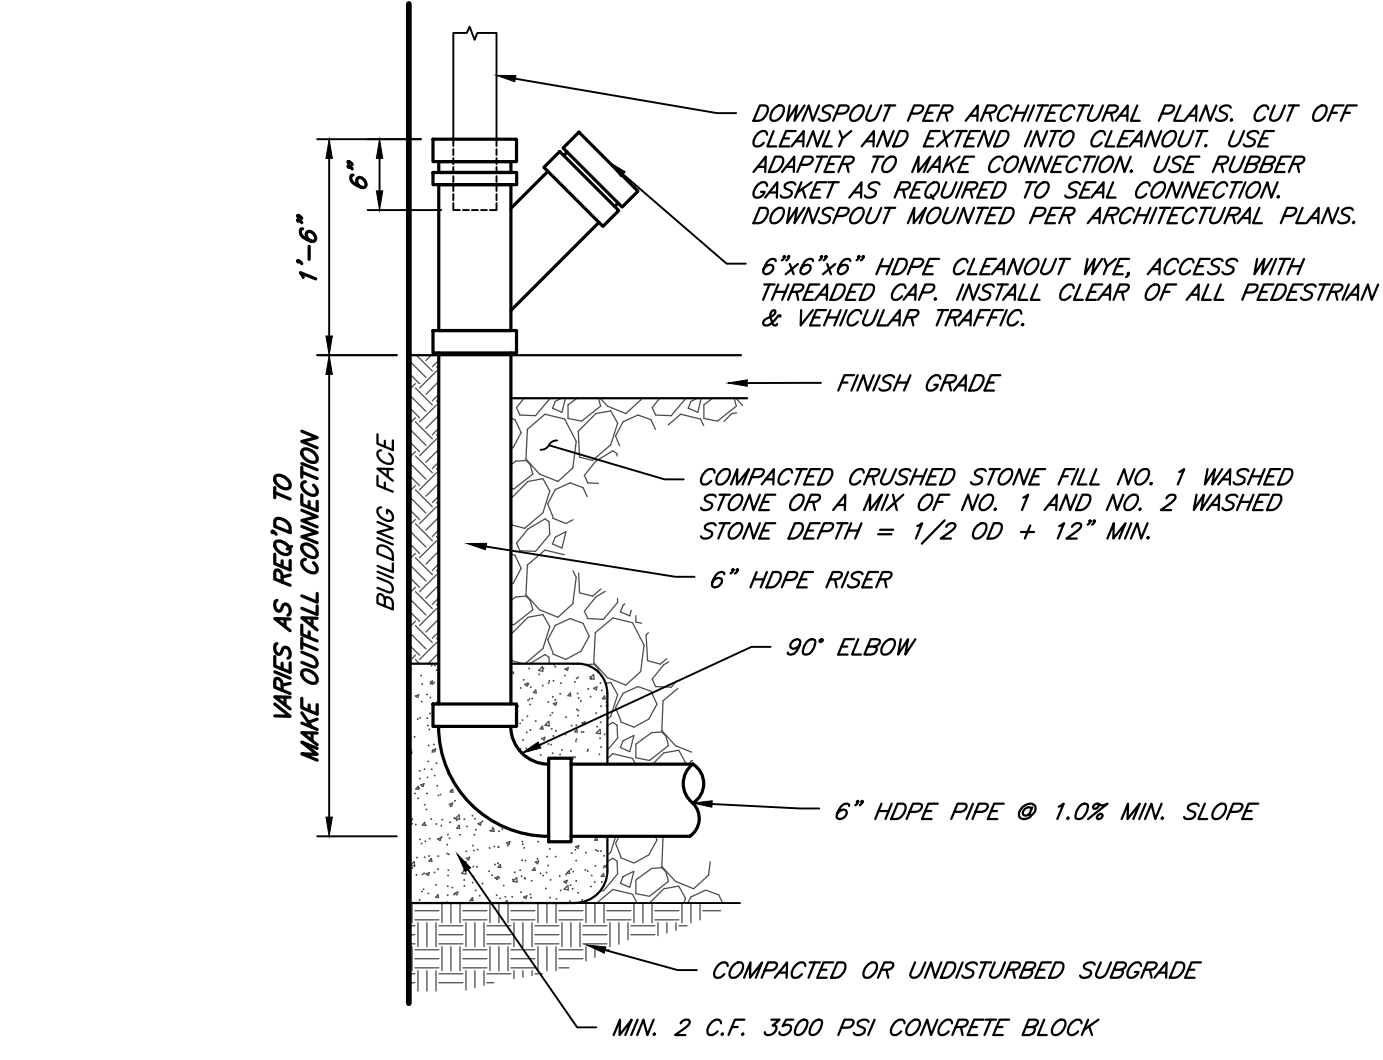 DOWNSPOUT PER ARCHITECTURAL PLANS. CUT OFF
CLEANLY AND EXTEND INTO CLEANOUT. USE
ADAPTER TO MAKE CONNECTION. USE RUBBER
GASKET AS REQUIRED TO SEAL CONNECTION.
DOWNSPOUT MOUNTED PER ARCHITECTURAL PLANS.
6"
1'-6"
6"x6"x6" HDPE CLEANOUT WYE, ACCESS WITH
THREADED CAP. INSTALL CLEAR OF ALL PEDESTRIAN
& VEHICULAR TRAFFIC.
FINISH GRADE
VARIES AS REQ'D TO
MAKE OUTFALL CONNECTION
BUILDING FACE
COMPACTED CRUSHED STONE FILL NO. 1 WASHED
STONE OR A MIX OF NO. 1 AND NO. 2 WASHED
STONE DEPTH = 1/2 OD + 12" MIN.
6" HDPE RISER
90° ELBOW
6" HDPE PIPE @ 1.0% MIN. SLOPE
COMPACTED OR UNDISTURBED SUBGRADE
MIN. 2 C.F. 3500 PSI CONCRETE BLOCK